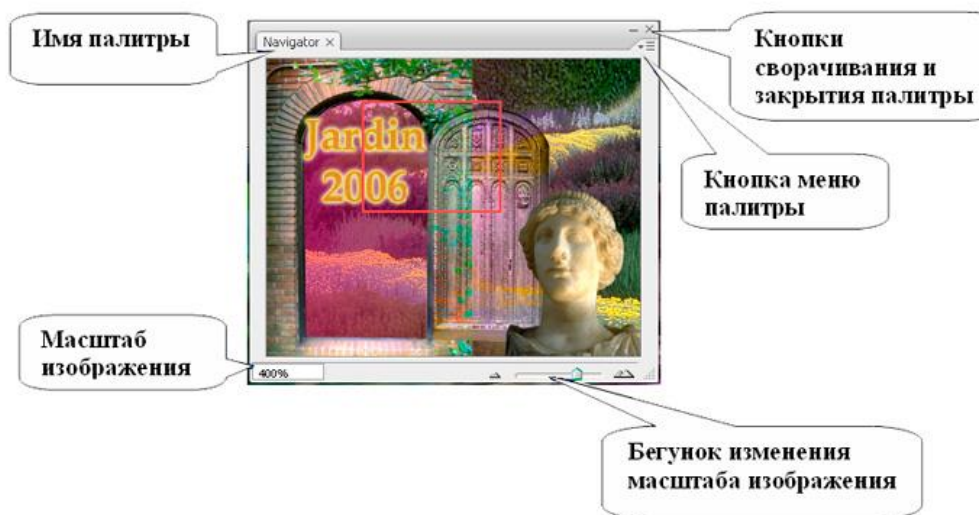 Имя палитры
Navigator ×
Кнопки
сворачивания и
закрытия палитры
Jardin
2006
Кнопка меню
палитры
Масштаб
изображения
400%
Бегунок изменения
масштаба изображения